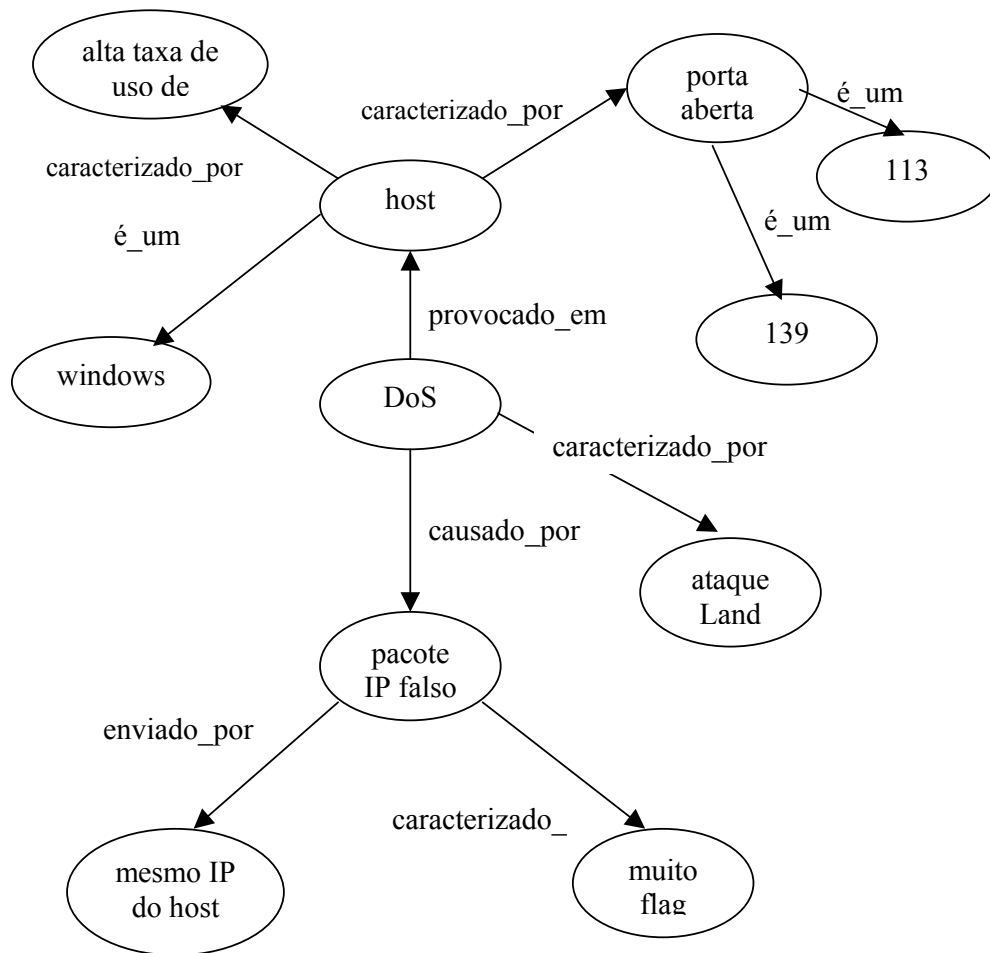 alta taxa de
uso de
porta
aberta
é_um
caracterizado_por
113
caracterizado_por
host
é_um
é_um
provocado_em
139
windows
DoS
caracterizado_por
causado_por
ataque
Land
pacote
IP falso
enviado_por
caracterizado_
mesmo IP
do host
muito
flag